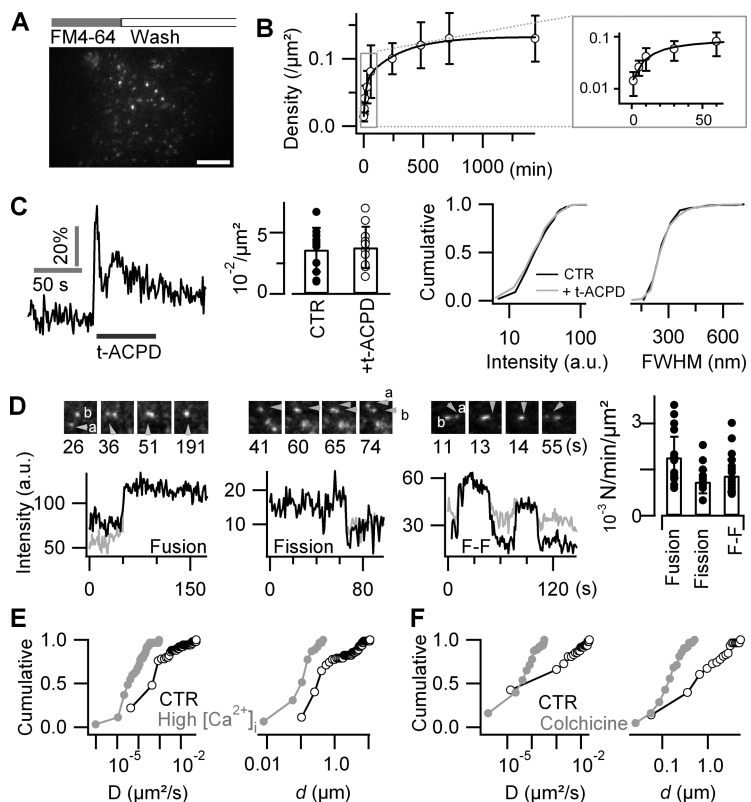 A
FM4-64 Wash
B
Density (/µm²)
0.1
0.0
0 500 1000 (min)
0.1
0.01
0 50
C
20%
50 s
t-ACPD
10⁻²/µm²
5
0
CTR
+t-ACPD
Cumulative
1.0
0.5
0.0
CTR
+ t-ACPD
10 100
Intensity (a.u.)
300 600
FWHM (nm)
D
b
a
26 36 51 191
a
b
41 60 65 74
a
b
11 13 14 55 (s)
Intensity (a.u.)
100
50
Fusion
0 150
20
10
Fission
0 80
60
30
F-F
0 120 (s)
10⁻³ N/min/µm²
3
0
Fusion
Fission
F-F
E
Cumulative
1.0
0.5
0.0
CTR
High [Ca²⁺]i
10⁻⁵ 10⁻²
D (µm²/s)
0.01 1.0
d (µm)
F
Cumulative
1.0
0.5
0.0
CTR
Colchicine
10⁻⁵ 10⁻²
D (µm²/s)
0.1 1.0
d (µm)